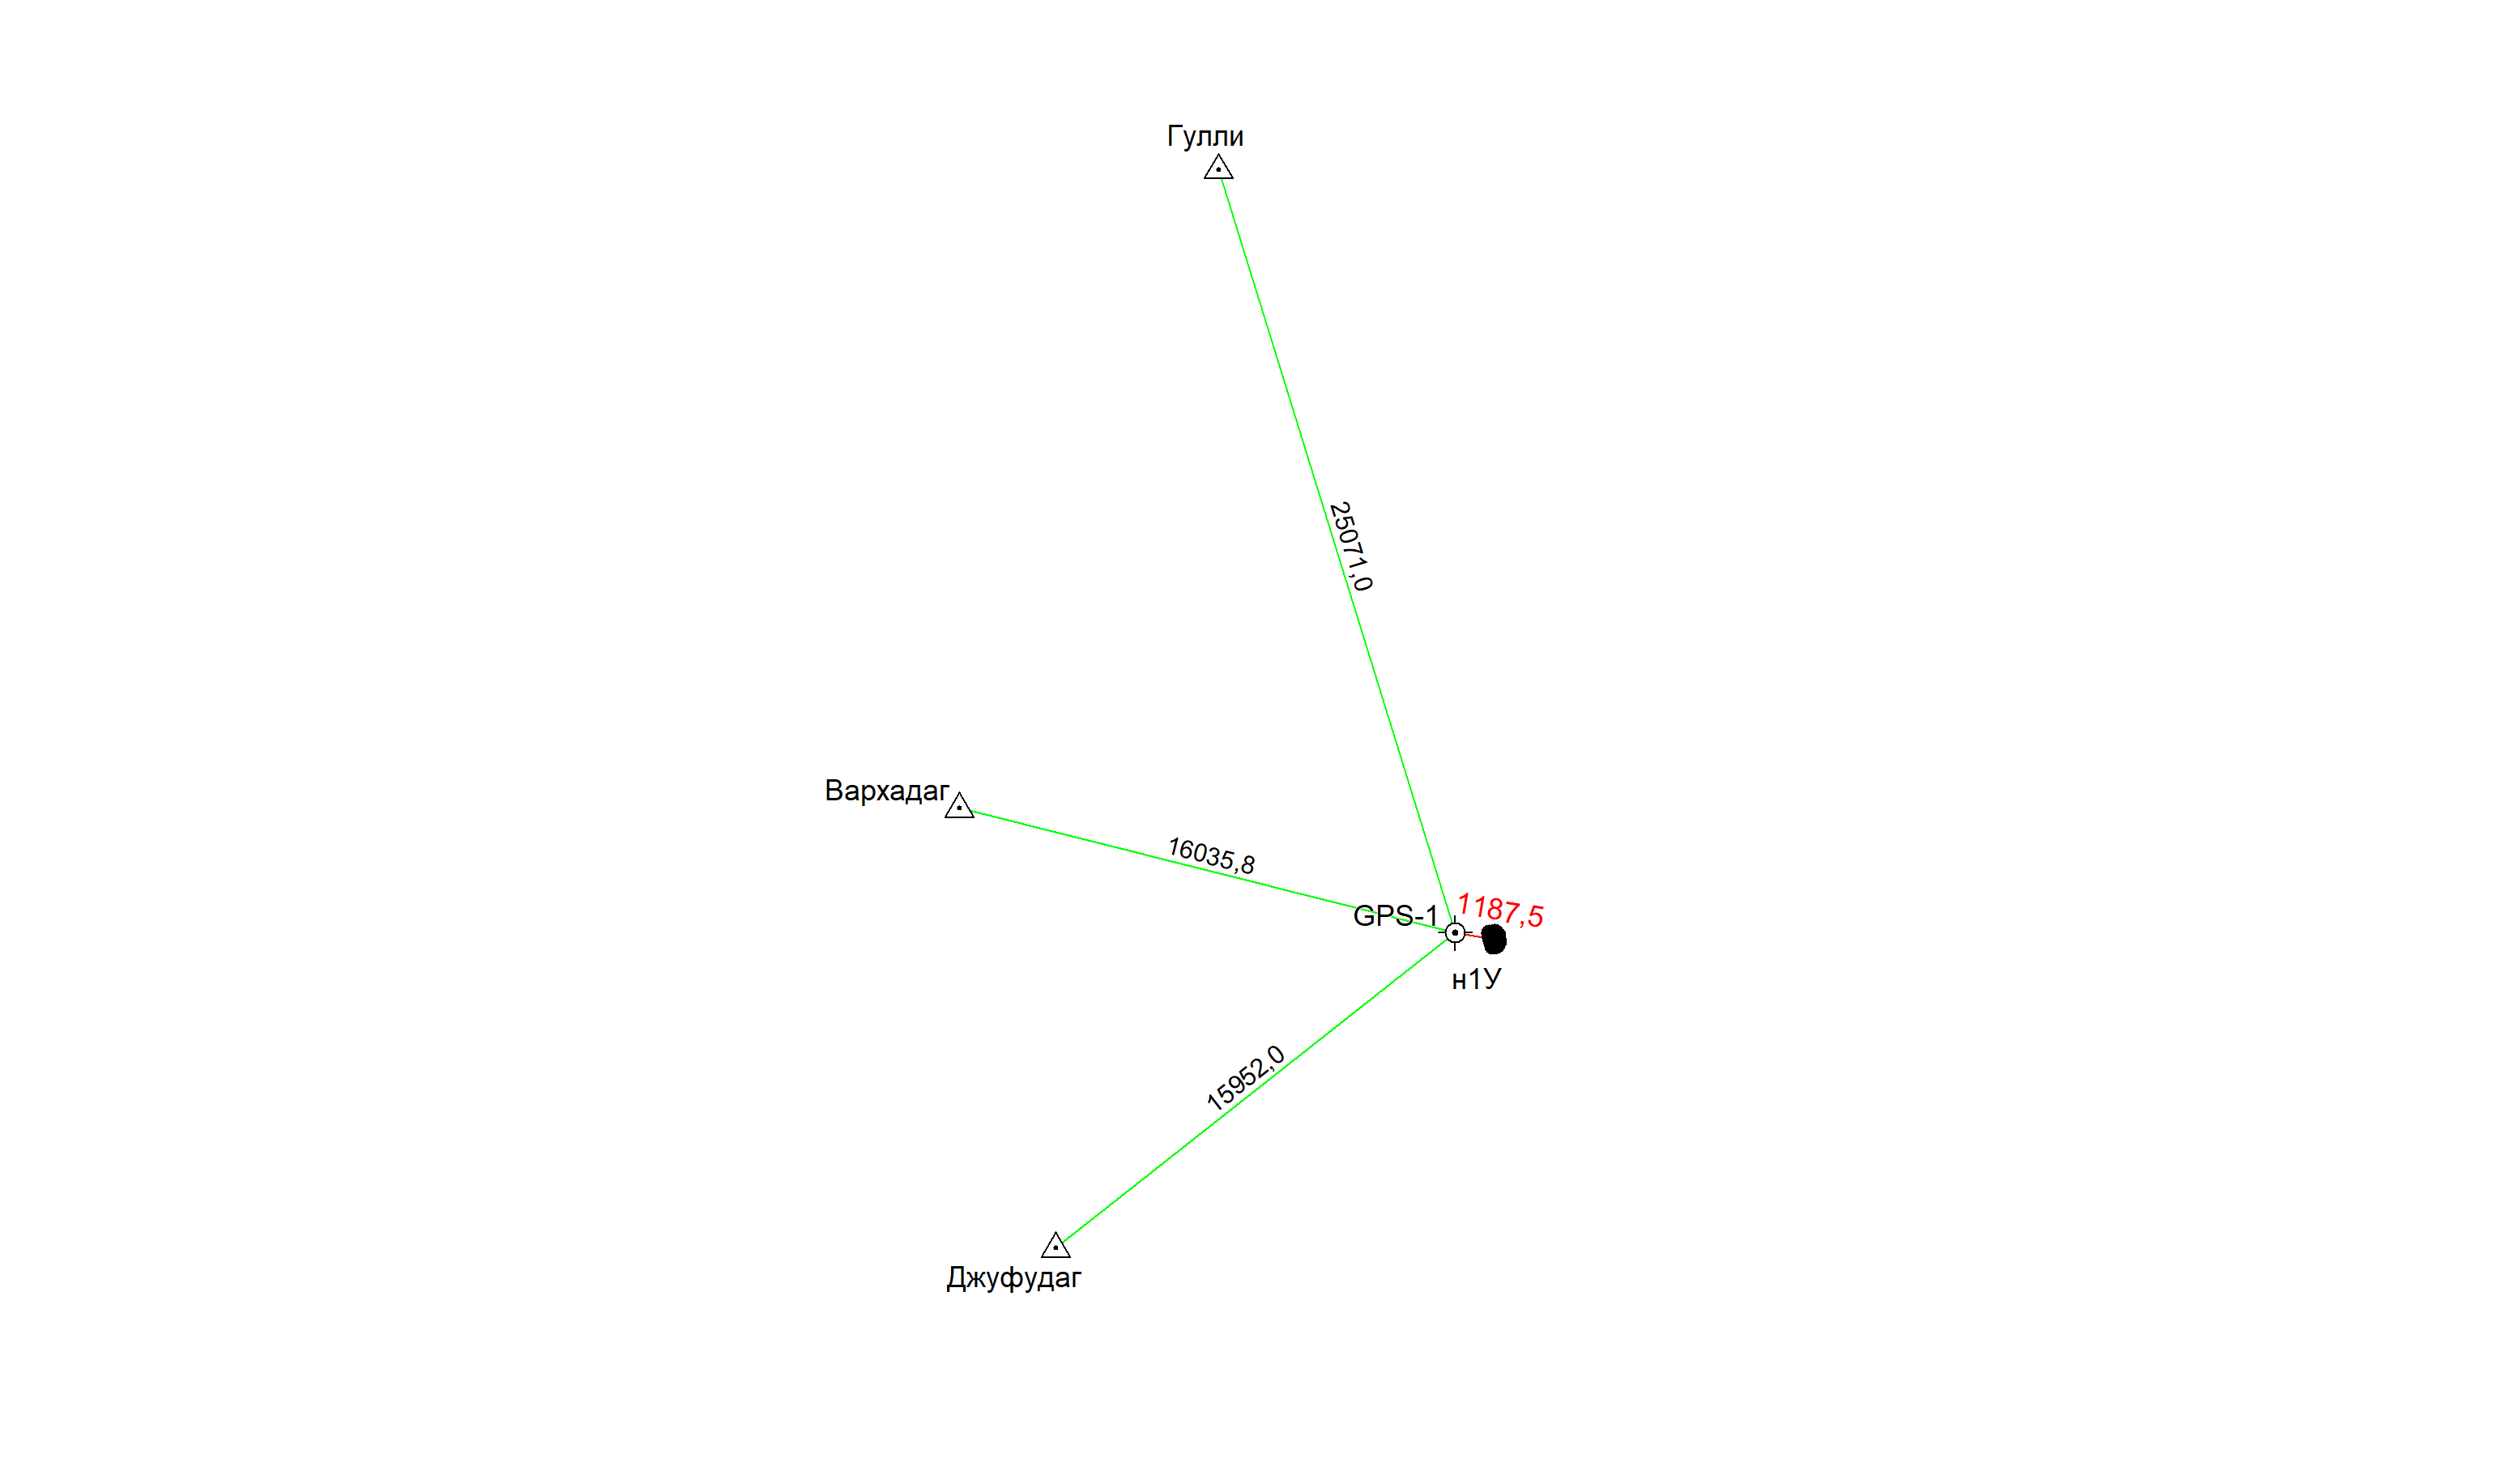 Гулли
25071,0
Вархадаг
16035,8
GPS-1
1187,5
н1У
15952,0
Джуфудаг